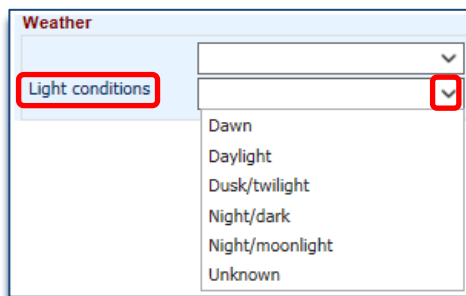 Weather
Light conditions
Dawn
Daylight
Dusk/twilight
Night/dark
Night/moonlight
Unknown